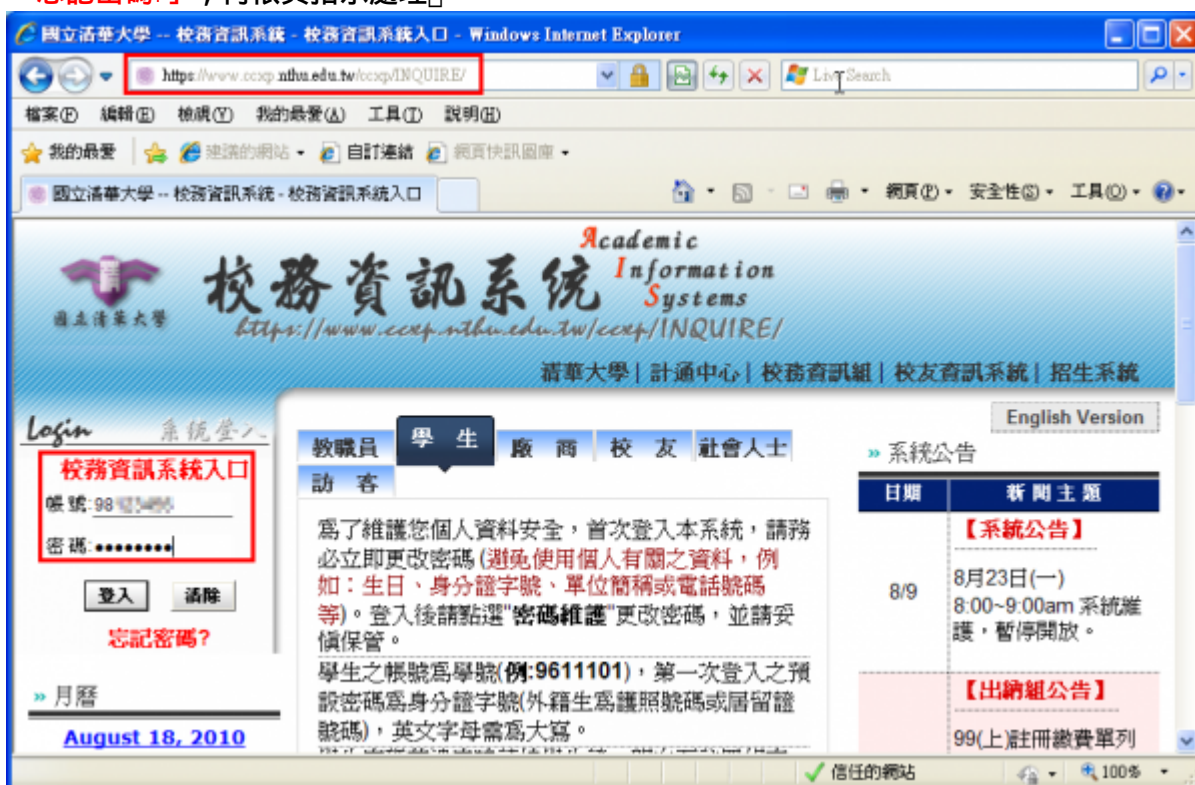 國立清華大學 -- 校務資訊系統 - 校務資訊系統入口 - Windows Internet Explorer
https://www.ccxp.nthu.edu.tw/ccxp/INQUIRE/
Live Search
檔案(F) 編輯(E) 檢視(V) 我的最愛(A) 工具(T) 說明(H)
我的最愛 建議的網站 自訂連結 網頁快訊圖庫
國立清華大學 -- 校務資訊系統 - 校務資訊系統入口
網頁(P) 安全性(S) 工具(O)
國立清華大學
校務資訊系統
Academic
Information
Systems
https://www.ccxp.nthu.edu.tw/ccxp/INQUIRE/
清華大學| 計通中心| 校務資訊組| 校友資訊系統| 招生系統
Login 系統登入
校務資訊系統入口
帳號:98
密碼:
登入 清除
忘記密碼?
» 月曆
August 18, 2010
教職員 學 生 廠 商 校 友 社會人士
訪 客
為了維護您個人資料安全,首次登入本系統,請務
必立即更改密碼(避免使用個人有關之資料,例
如:生日、身分證字號、單位簡稱或電話號碼
等)。登入後請點選"密碼維護"更改密碼,並請妥
慎保管。
學生之帳號為學號(例:9611101),第一次登入之預
設密碼為身分證字號(外籍生為護照號碼或居留證
號碼),英文字母需為大寫。
English Version
» 系統公告
日期 新聞主題
【系統公告】
8/9
8月23日(一)
8:00~9:00am 系統維
護,暫停開放。
【出納組公告】
99(上)註冊繳費單列
信任的網站
100%